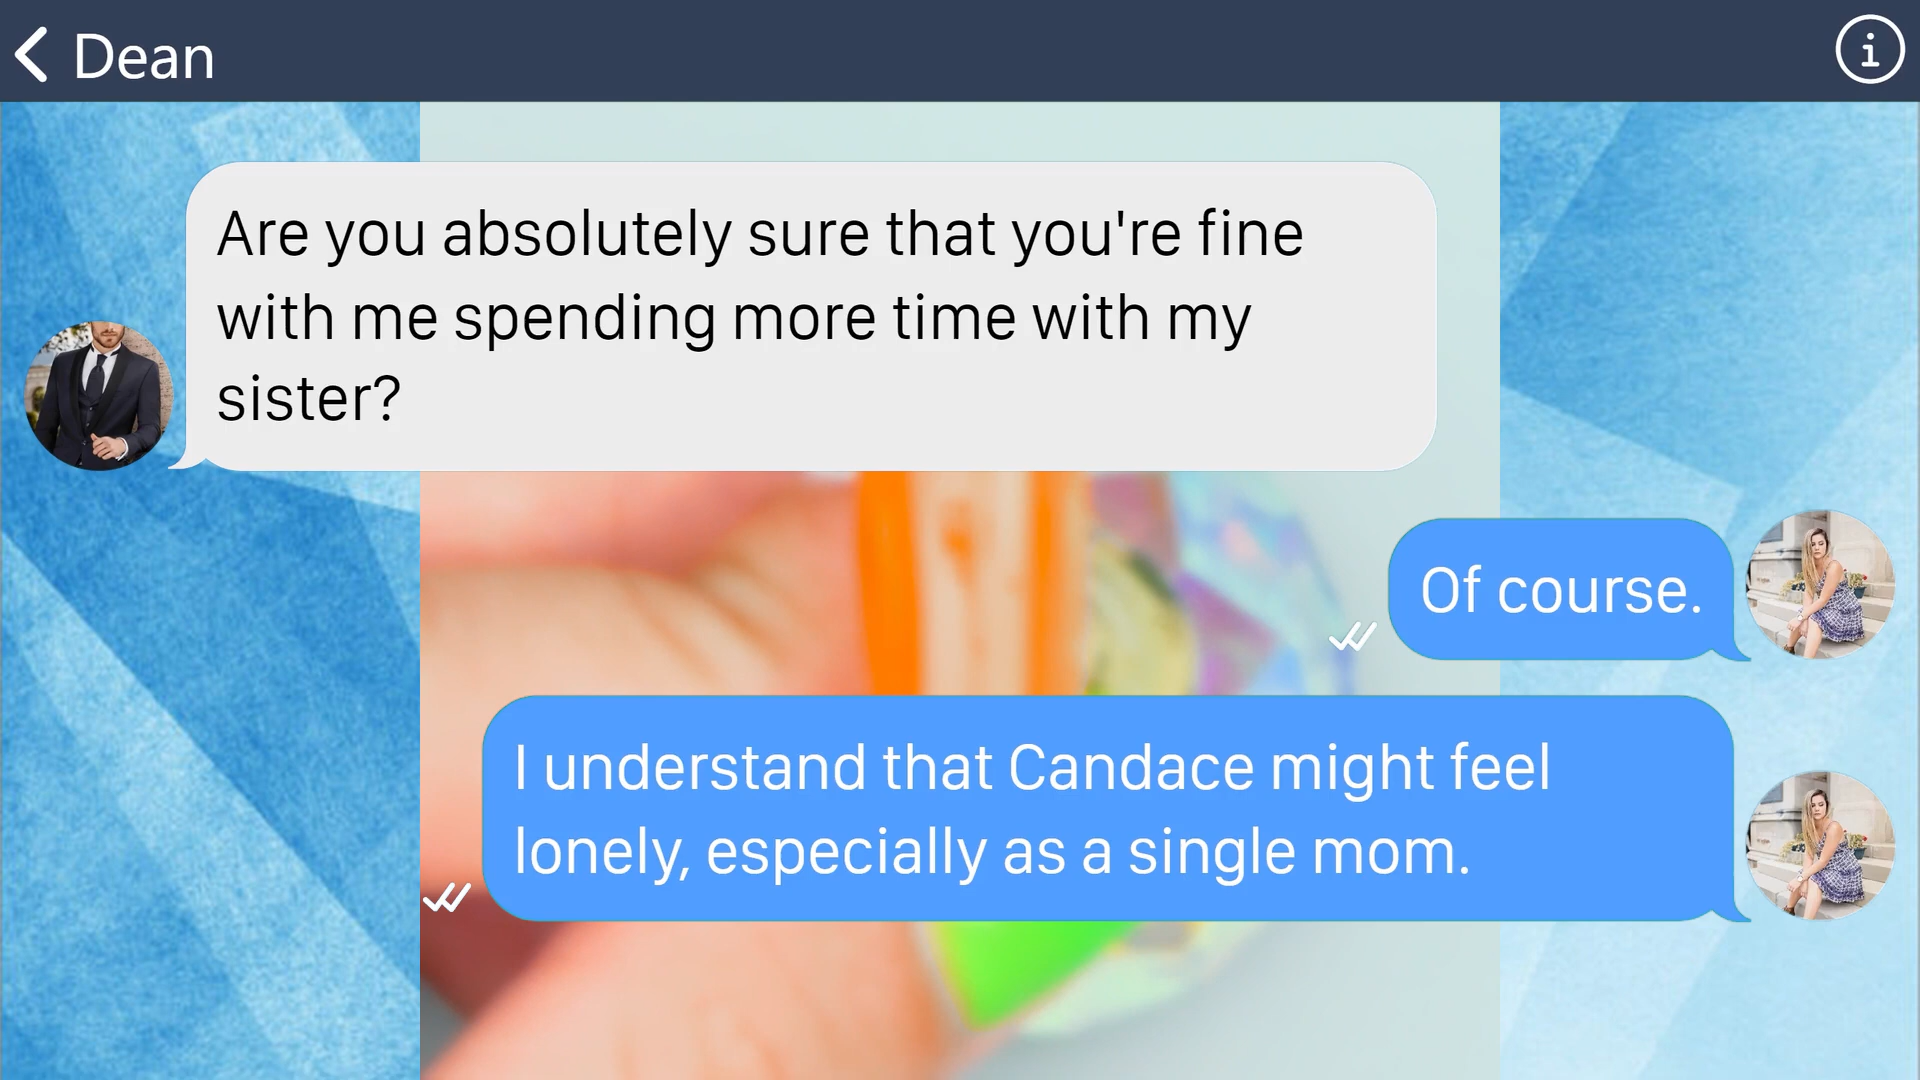 Dean
Are you absolutely sure that you're fine
with me spending more time with my
sister?
Of course.
I understand that Candace might feel
lonely, especially as a single mom.